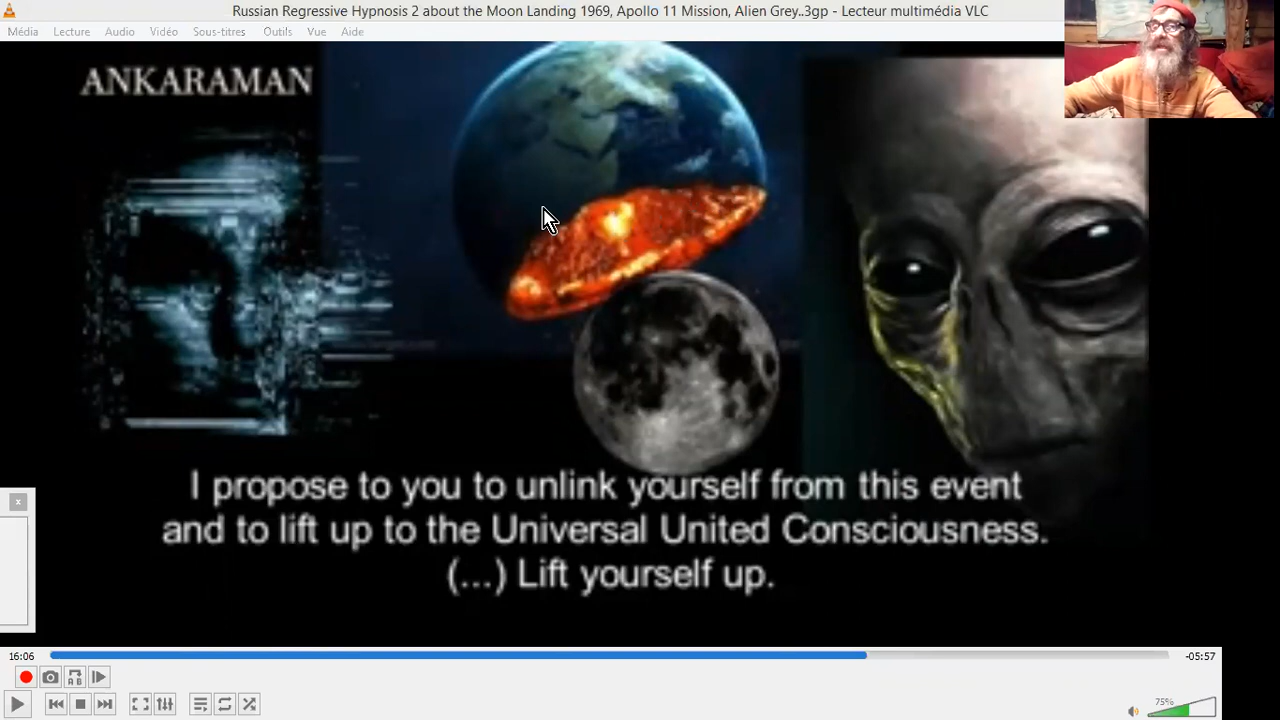 Russian Regressive Hypnosis 2 about the Moon Landing 1969, Apollo 11 Mission, Alien Grey..3gp - Lecteur multimédia VLC
Média Lecture Audio Vidéo Sous-titres Outils Vue Aide
ANKARAMAN
I propose to you to unlink yourself from this event
and to lift up to the Universal United Consciousness.
(...) Lift yourself up.
x
16:06 -05:57
A B
75%